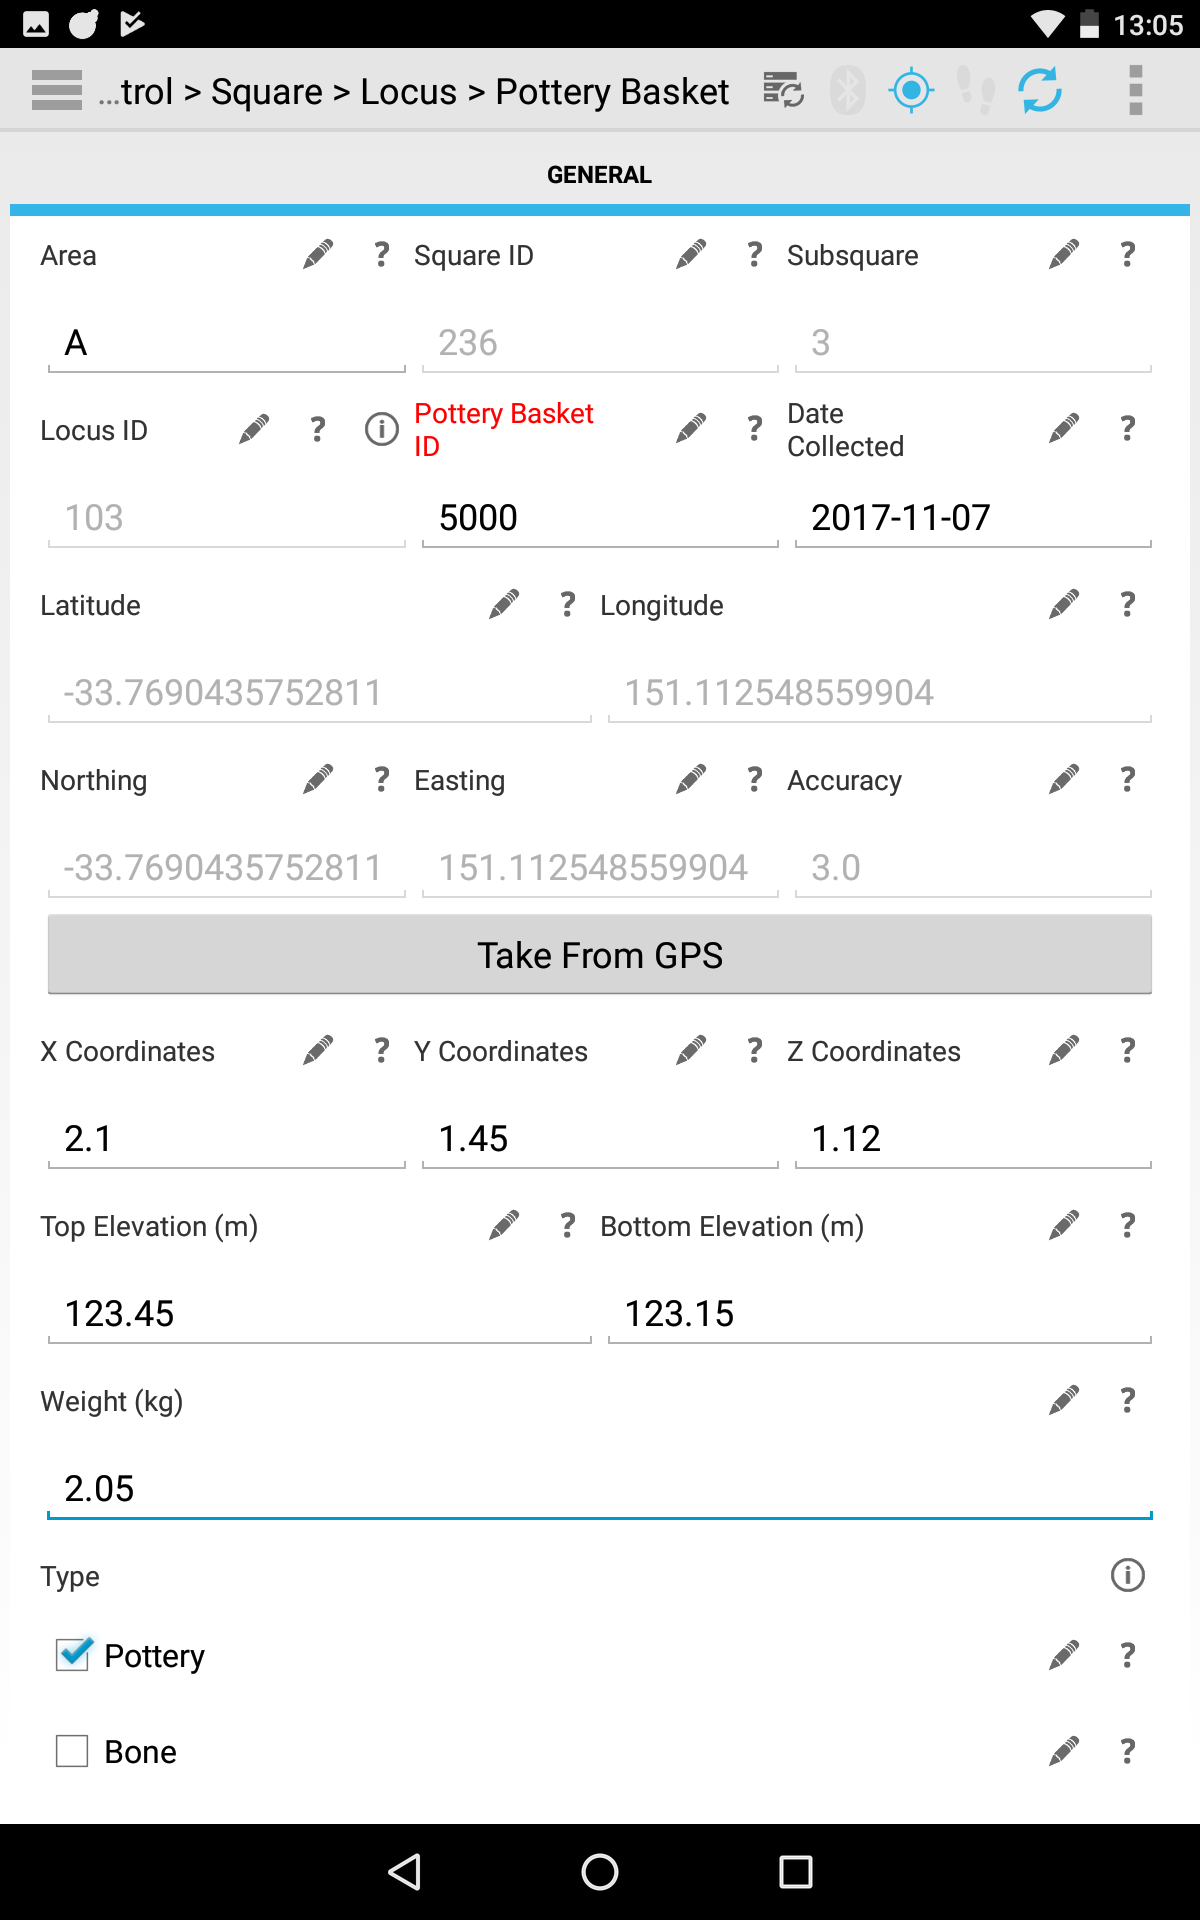 13:05
...trol > Square > Locus > Pottery Basket
GENERAL
Area ? Square ID ? Subsquare ?
A 236 3
Locus ID ? Pottery Basket ID ? Date Collected ?
103 5000 2017-11-07
Latitude ? Longitude ?
-33.7690435752811 151.112548559904
Northing ? Easting ? Accuracy ?
-33.7690435752811 151.112548559904 3.0
Take From GPS
X Coordinates ? Y Coordinates ? Z Coordinates ?
2.1 1.45 1.12
Top Elevation (m) ? Bottom Elevation (m) ?
123.45 123.15
Weight (kg) ?
2.05
Type
Pottery ?
Bone ?